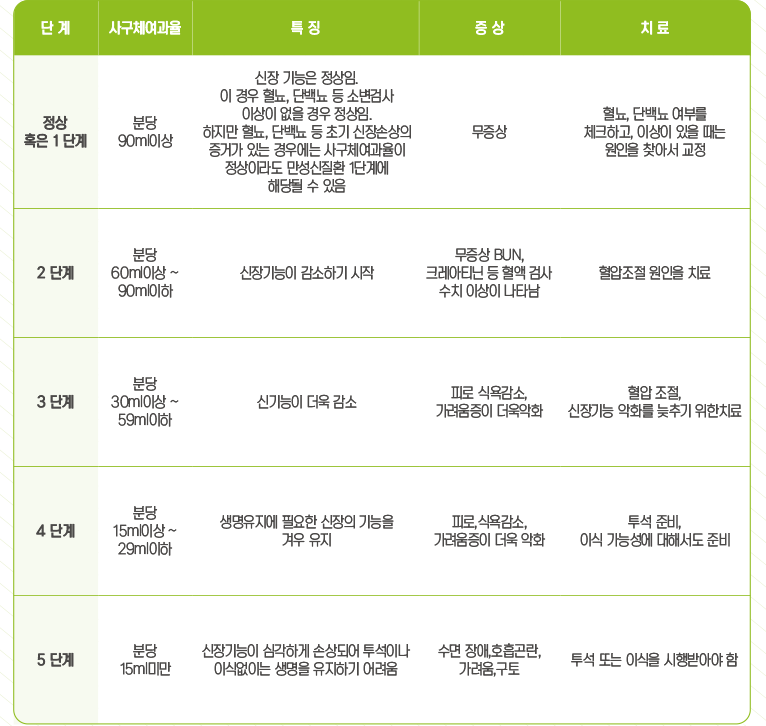 단 계
사구체여과율
특 징
증 상
치 료
정상
혹은 1 단계
분당
90ml이상
신장 기능은 정상임.
이 경우 혈뇨, 단백뇨 등 소변검사
이상이 없을 경우 정상임.
하지만 혈뇨, 단백뇨 등 초기 신장손상의
증거가 있는 경우에는 사구체여과율이
정상이라도 만성신질환 1단계에
해당될 수 있음
무증상
혈뇨, 단백뇨 여부를
체크하고, 이상이 있을 때는
원인을 찾아서 교정
2 단계
분당
60ml이상 ~
90ml이하
신장기능이 감소하기 시작
무증상 BUN,
크레아티닌 등 혈액 검사
수치 이상이 나타남
혈압조절 원인을 치료
3 단계
분당
30ml이상 ~
59ml이하
신기능이 더욱 감소
피로 식욕감소,
가려움증이 더욱악화
혈압 조절,
신장기능 악화를 늦추기 위한치료
4 단계
분당
15ml이상 ~
29ml이하
생명유지에 필요한 신장의 기능을
겨우 유지
피로,식욕감소,
가려움증이 더욱 악화
투석 준비,
이식 가능성에 대해서도 준비
5 단계
분당
15ml미만
신장기능이 심각하게 손상되어 투석이나
이식없이는 생명을 유지하기 어려움
수면 장애,호흡곤란,
가려움,구토
투석 또는 이식을 시행받아야 함